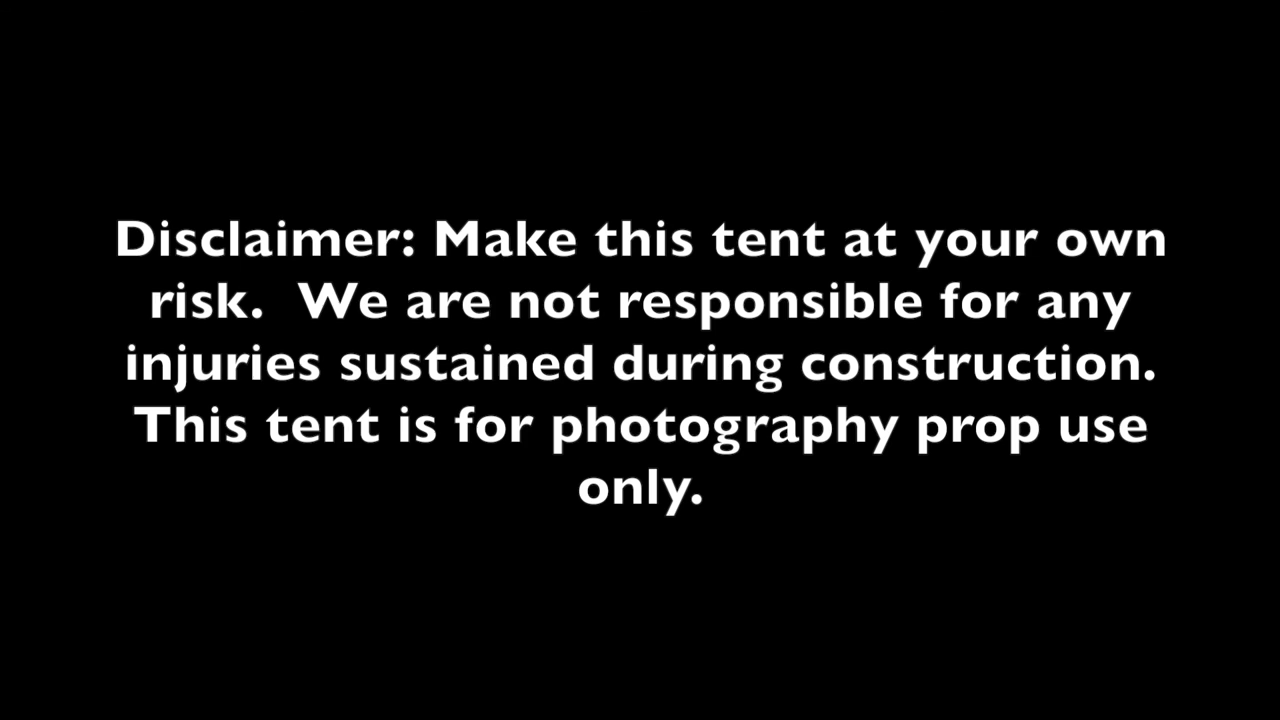 Disclaimer: Make this tent at your own
risk.  We are not responsible for any
injuries sustained during construction.
This tent is for photography prop use
only.